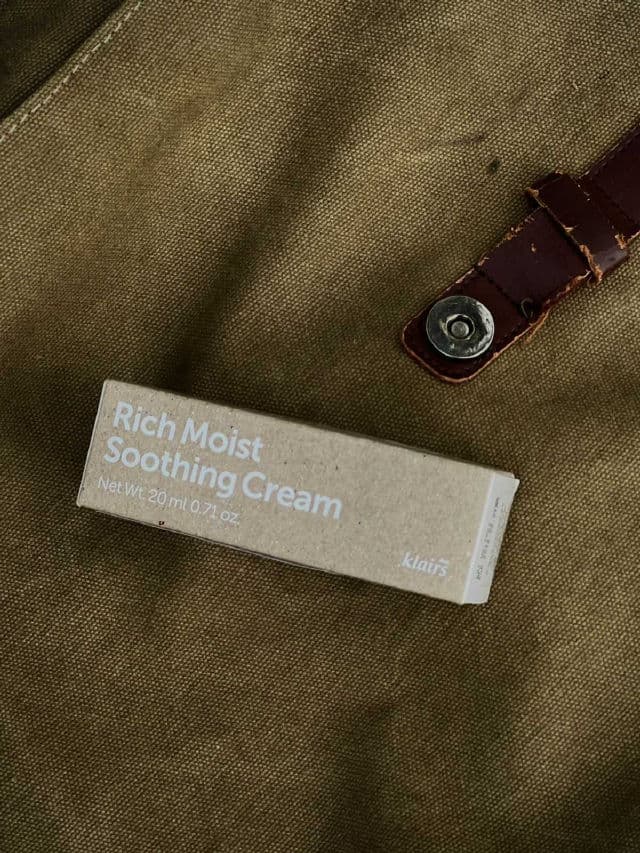 Rich Moist
Soothing Cream
Net Wt. 20 ml 0.71 oz.
klairs